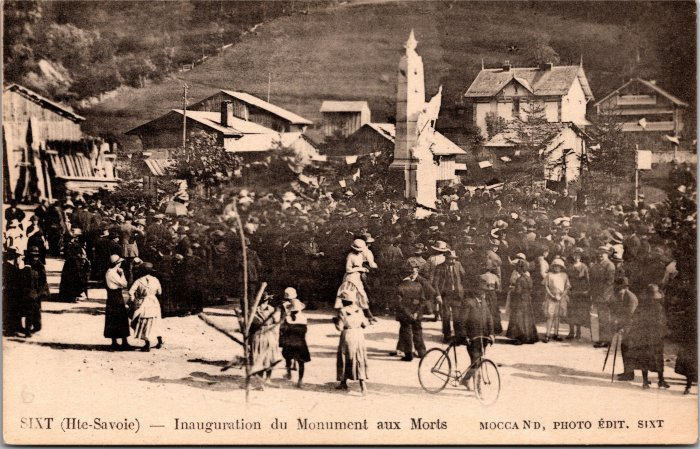 SIXT (Hte-Savoie) — Inauguration du Monument aux Morts MOCCAND, PHOTO ÉDIT. SIXT